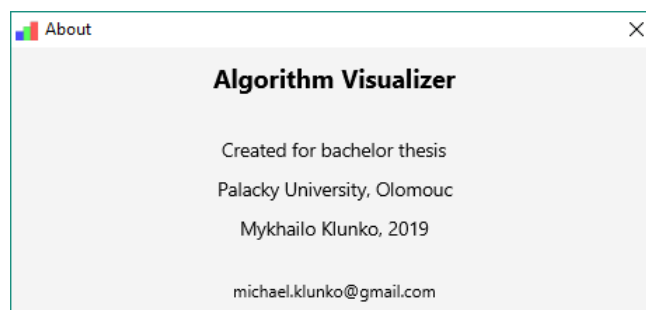 About
Algorithm Visualizer
Created for bachelor thesis
Palacky University, Olomouc
Mykhailo Klunko, 2019
michael.klunko@gmail.com